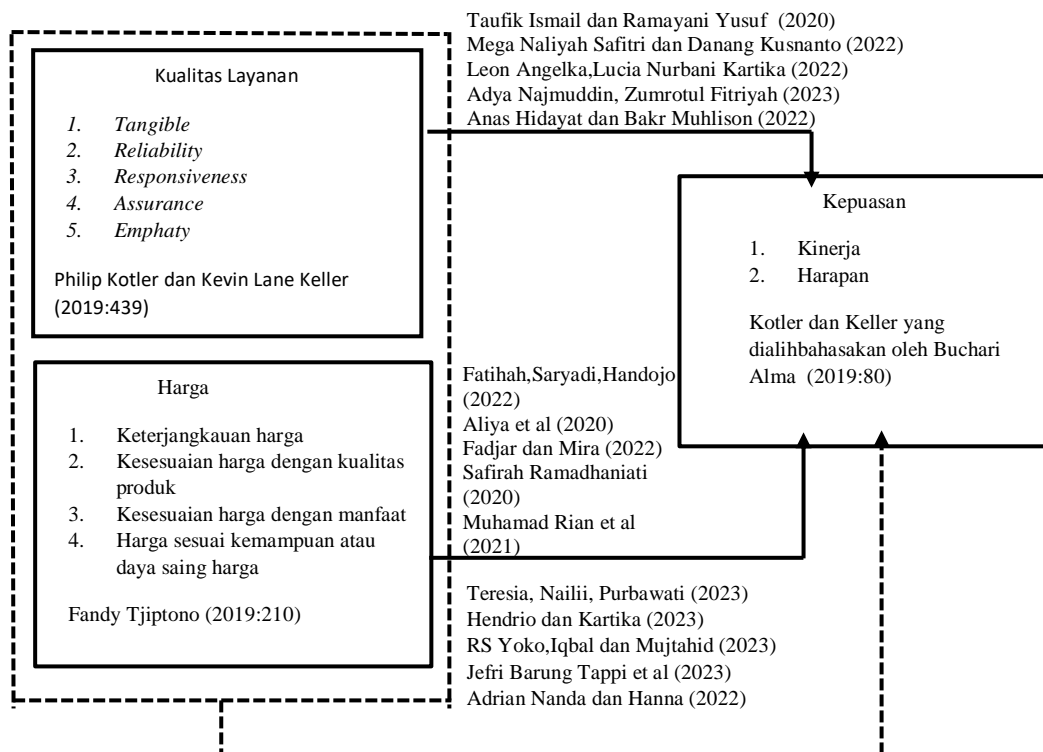 Taufik Ismail dan Ramayani Yusuf (2020)
Mega Naliyah Safitri dan Danang Kusnanto (2022)
Leon Angelka,Lucia Nurbani Kartika (2022)
Adya Najmuddin, Zumrotul Fitriyah (2023)
Anas Hidayat dan Bakr Muhlison (2022)
Kualitas Layanan
1. Tangible
2. Reliability
3. Responsiveness
4. Assurance
5. Emphaty
Philip Kotler dan Kevin Lane Keller
(2019:439)
Kepuasan
1. Kinerja
2. Harapan
Kotler dan Keller yang
dialihbahasakan oleh Buchari
Alma (2019:80)
Harga
1. Keterjangkauan harga
2. Kesesuaian harga dengan kualitas
produk
3. Kesesuaian harga dengan manfaat
4. Harga sesuai kemampuan atau
daya saing harga
Fandy Tjiptono (2019:210)
Fatihah,Saryadi,Handojo
(2022)
Aliya et al (2020)
Fadjar dan Mira (2022)
Safirah Ramadhaniati
(2020)
Muhamad Rian et al
(2021)
Teresia, Nailii, Purbawati (2023)
Hendrio dan Kartika (2023)
RS Yoko,Iqbal dan Mujtahid (2023)
Jefri Barung Tappi et al (2023)
Adrian Nanda dan Hanna (2022)